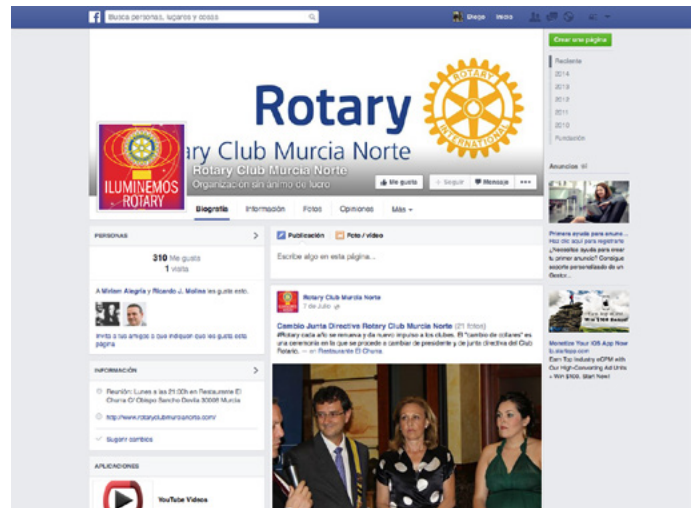 Busca personas, lugares y cosas
Diego Inicio
Crear una página
Rotary
ROTARY
INTERNATIONAL
ary Club Murcia Norte
Rotary Club Murcia Norte
Organización sin ánimo de lucro
Me gusta Seguir Mensaje •••
ILUMINEMOS
ROTARY
Biografía Información Fotos Opiniones Más
Reciente
2014
2013
2012
2011
2010
Fundación
Anuncios
Primera ayuda para anunc...
Haz clic aquí para registrarte
¿Necesitas ayuda para crear
tu primer anuncio? Consigue
soporte personalizado de un
Gestor...
Monetize Your iOS App Now
Earn Top Industry eCPM with
Our High-Converting Ad Units
+ Win $100. Start Now!
PERSONAS
310 Me gusta
1 visita
A Miriam Alegría y Ricardo J. Molina les gusta esto.
Invita a tus amigos a que indiquen que les gusta esta
página
INFORMACIÓN
Reunión: Lunes a las 21:00h en Restaurante El
Churra C/ Obispo Sancho Davila 30008 Murcia
http://www.rotaryclubmurcianorte.com/
Sugerir cambios
APLICACIONES
YouTube Videos
Publicación Foto / vídeo
Escribe algo en esta página...
Rotary Club Murcia Norte
7 de Julio
Cambio Junta Directiva Rotary Club Murcia Norte (21 fotos)
#Rotary cada año se renueva y da nuevo impulso a los clubes. El "cambio de collares" es
una ceremonia en la que se procede a cambiar de presidente y de junta directiva del Club
Rotario. — en Restaurante El Churra.